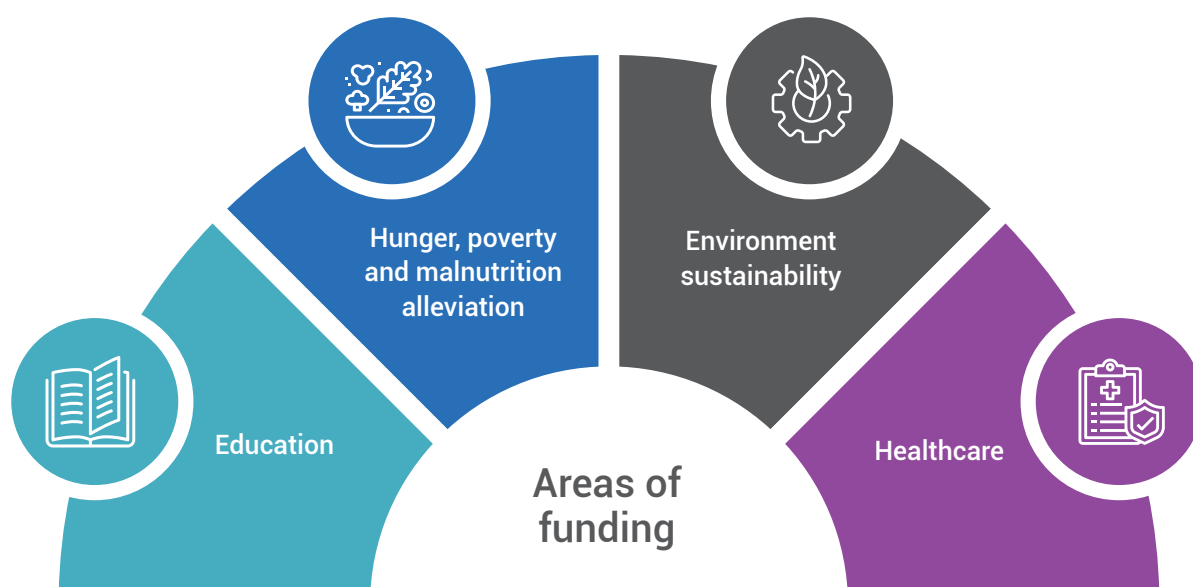 Hunger, poverty
and malnutrition
alleviation
Environment
sustainability
Education
Healthcare
Areas of
funding